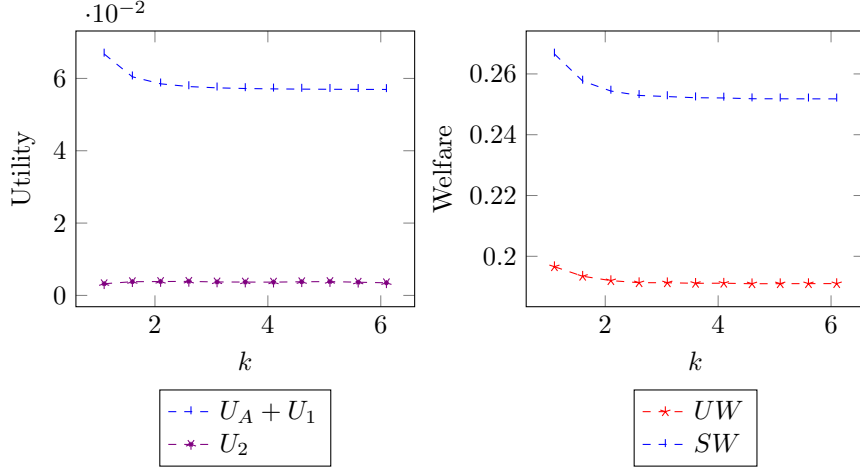 ·10⁻²
6
4
2
0
Utility
2 4 6
k
U_A + U_1
U_2
0.26
0.24
0.22
0.2
Welfare
2 4 6
k
UW
SW